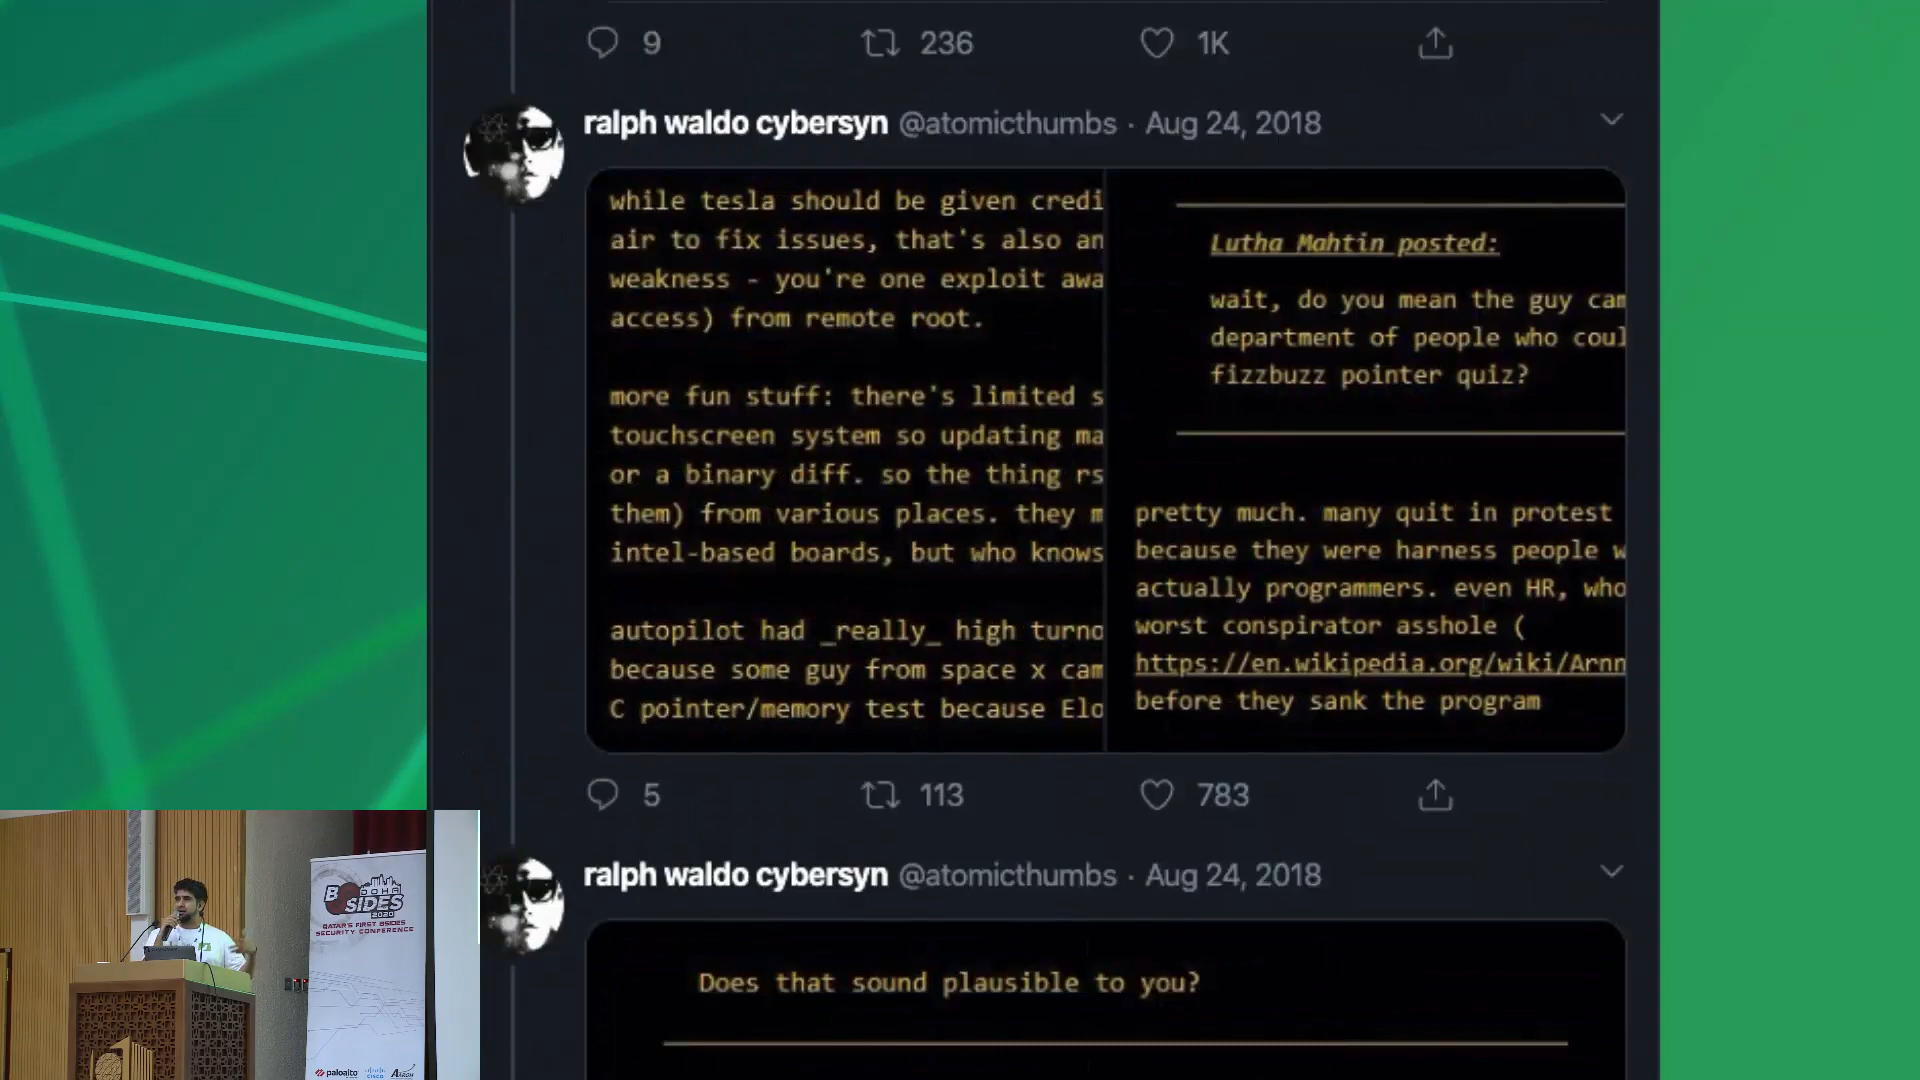 9 236 1K
ralph waldo cybersyn @atomicthumbs · Aug 24, 2018
while tesla should be given credi
air to fix issues, that's also an
weakness - you're one exploit awa
access) from remote root.
more fun stuff: there's limited s
touchscreen system so updating ma
or a binary diff. so the thing rs
them) from various places. they m
intel-based boards, but who knows
autopilot had _really_ high turno
because some guy from space x cam
C pointer/memory test because Elo
Lutha Mahtin posted:
wait, do you mean the guy cam
department of people who coul
fizzbuzz pointer quiz?
pretty much. many quit in protest
because they were harness people w
actually programmers. even HR, who
worst conspirator asshole (
https://en.wikipedia.org/wiki/Arnn
before they sank the program
5 113 783
ralph waldo cybersyn @atomicthumbs · Aug 24, 2018
Does that sound plausible to you?
DOHA
BSIDES
2020
QATAR'S FIRST BSIDES
SECURITY CONFERENCE
paloalto
CISCO